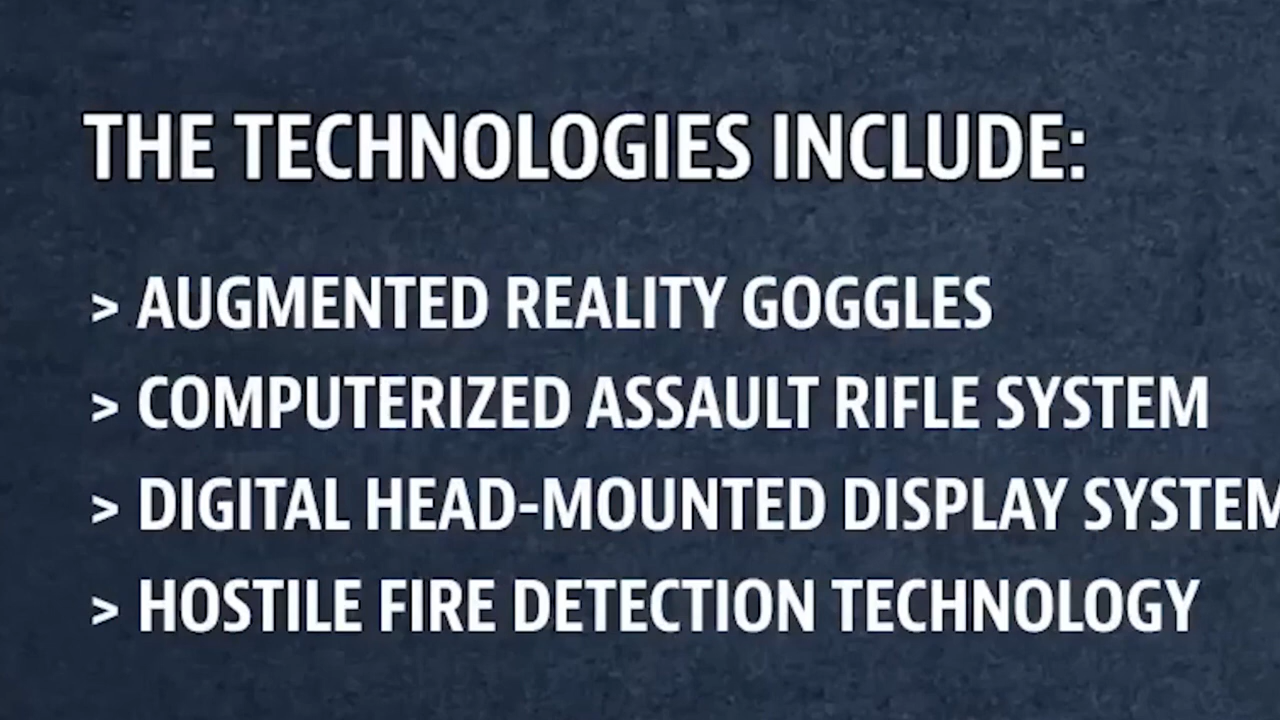 THE TECHNOLOGIES INCLUDE:
> AUGMENTED REALITY GOGGLES
> COMPUTERIZED ASSAULT RIFLE SYSTEM
> DIGITAL HEAD-MOUNTED DISPLAY SYSTEM
> HOSTILE FIRE DETECTION TECHNOLOGY